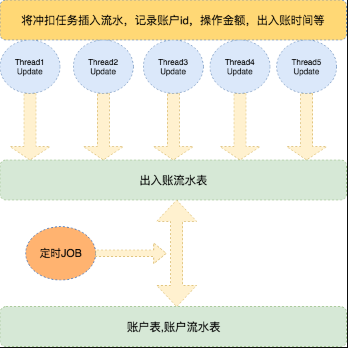 将冲扣任务插入流水，记录账户id，操作金额，出入账时间等
Thread1
Update
Thread2
Update
Thread3
Update
Thread4
Update
Thread5
Update
出入账流水表
定时JOB
账户表,账户流水表